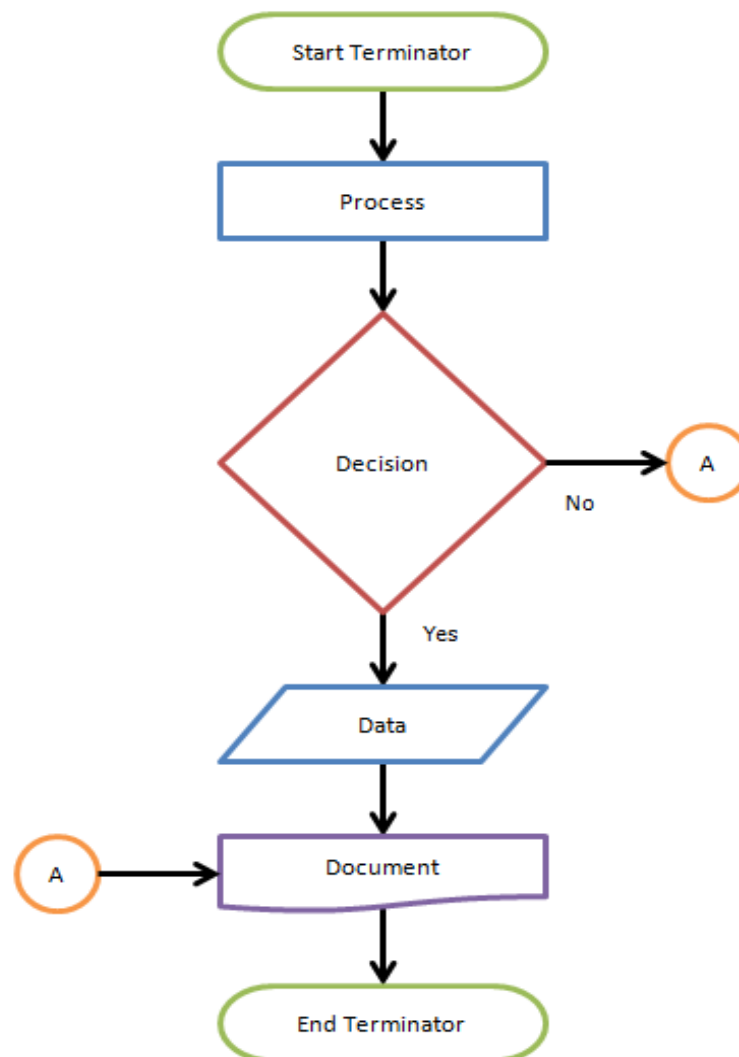 Start Terminator
Process
Decision
A
No
Yes
Data
A
Document
End Terminator